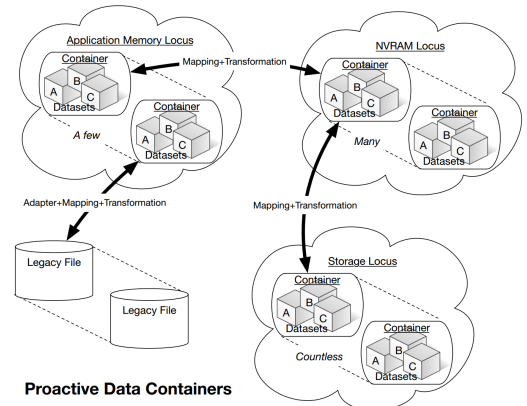 Application Memory Locus
Container
A
B
C
Datasets
A few
Container
A
B
C
Datasets
Mapping+Transformation
NVRAM Locus
Container
A
B
C
Datasets
Many
Container
A
B
C
Datasets
Adapter+Mapping+Transformation
Mapping+Transformation
Legacy File
Legacy File
Storage Locus
Container
A
B
C
Datasets
Countless
Container
A
B
C
Datasets
Proactive Data Containers